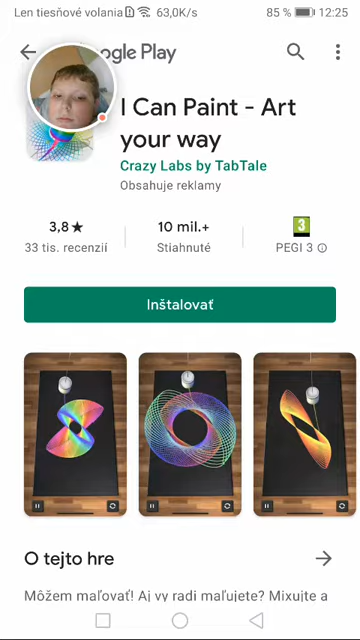 Len tiesňové volania 63,0K/s 85 % 12:25
ogle Play
I Can Paint - Art
your way
Crazy Labs by TabTale
Obsahuje reklamy
3,8★ 10 mil.+ 3
33 tis. recenzií Stiahnuté PEGI 3
Inštalovať
O tejto hre
Môžem maľovať! Aj vy radi maľujete? Mixujte a